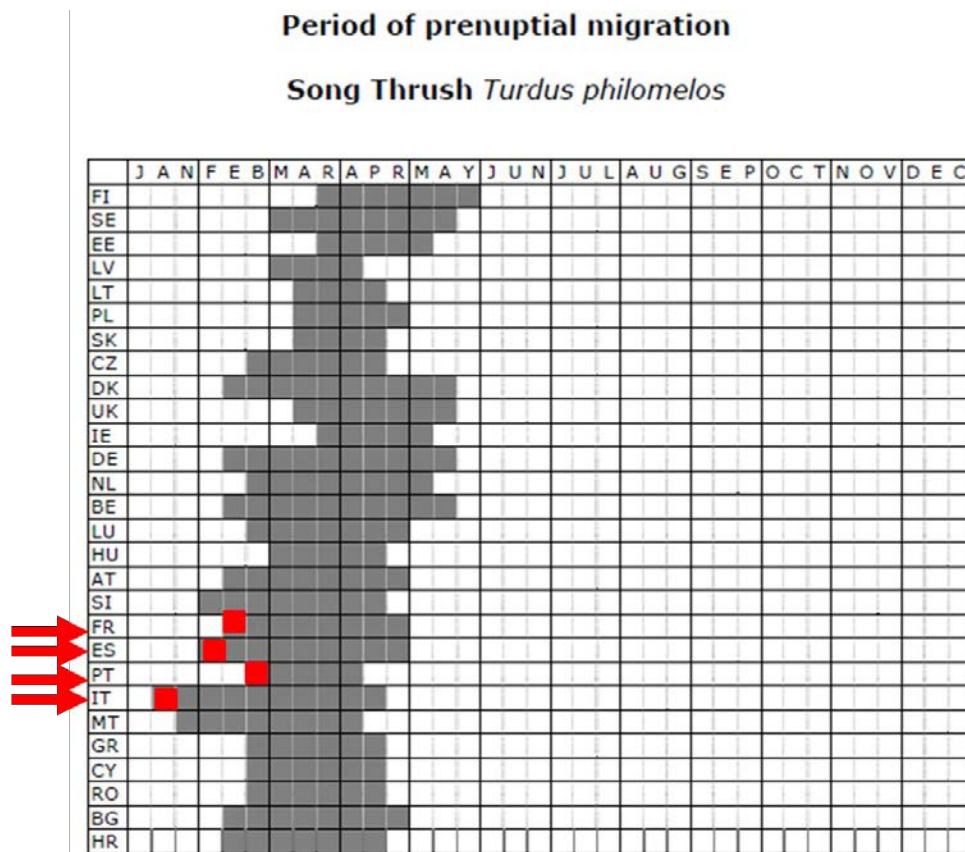 Period of prenuptial migration
Song Thrush Turdus philomelos
J A N F E B M A R A P R M A Y J U N J U L A U G S E P O C T N O V D E C
FI
SE
EE
LV
LT
PL
SK
CZ
DK
UK
IE
DE
NL
BE
LU
HU
AT
SI
FR
ES
PT
IT
MT
GR
CY
RO
BG
HR